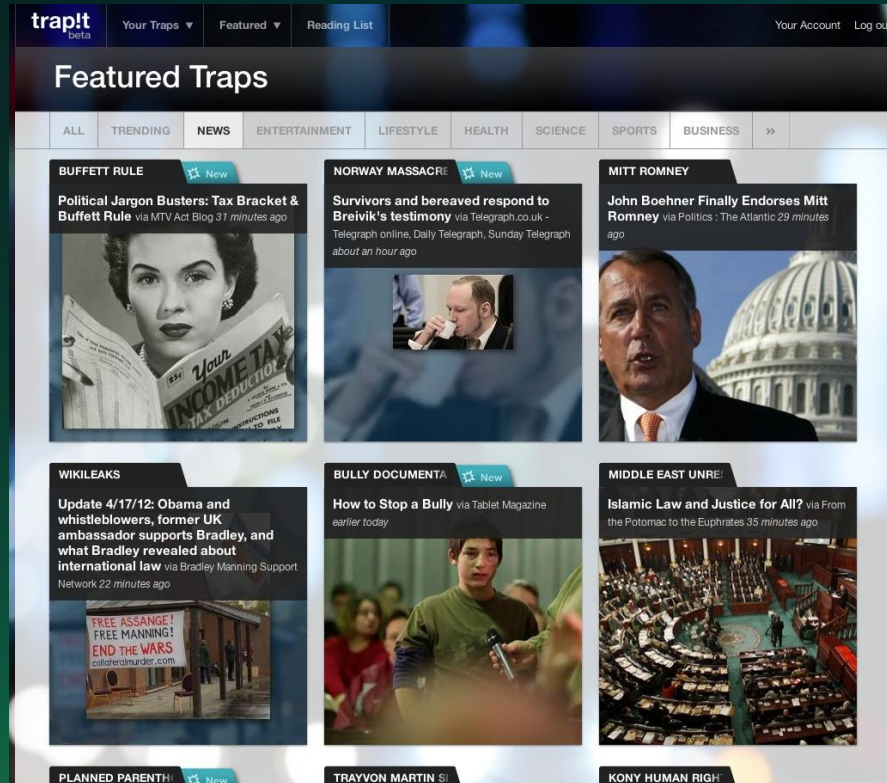 trap!t
beta
Your Traps ▼
Featured ▼
Reading List
Your Account
Log ou
Featured Traps
ALL
TRENDING
NEWS
ENTERTAINMENT
LIFESTYLE
HEALTH
SCIENCE
SPORTS
BUSINESS
»
BUFFETT RULE
New
Political Jargon Busters: Tax Bracket &
Buffett Rule via MTV Act Blog 31 minutes ago
Your
INCOME TAX
TAX DEDUCTION
INSTRUCTIONS
TO FILE
NORWAY MASSACRE
New
Survivors and bereaved respond to
Breivik's testimony via Telegraph.co.uk -
Telegraph online, Daily Telegraph, Sunday Telegraph
about an hour ago
MITT ROMNEY
John Boehner Finally Endorses Mitt
Romney via Politics : The Atlantic 29 minutes
ago
WIKILEAKS
Update 4/17/12: Obama and
whistleblowers, former UK
ambassador supports Bradley, and
what Bradley revealed about
international law via Bradley Manning Support
Network 22 minutes ago
FREE ASSANGE!
FREE MANNING!
END THE WARS
collateralmurder.com
BULLY DOCUMENTA
New
How to Stop a Bully via Tablet Magazine
earlier today
MIDDLE EAST UNRES
Islamic Law and Justice for All? via From
the Potomac to the Euphrates 35 minutes ago
PLANNED PARENTH
New
TRAYVON MARTIN S
KONY HUMAN RIGH